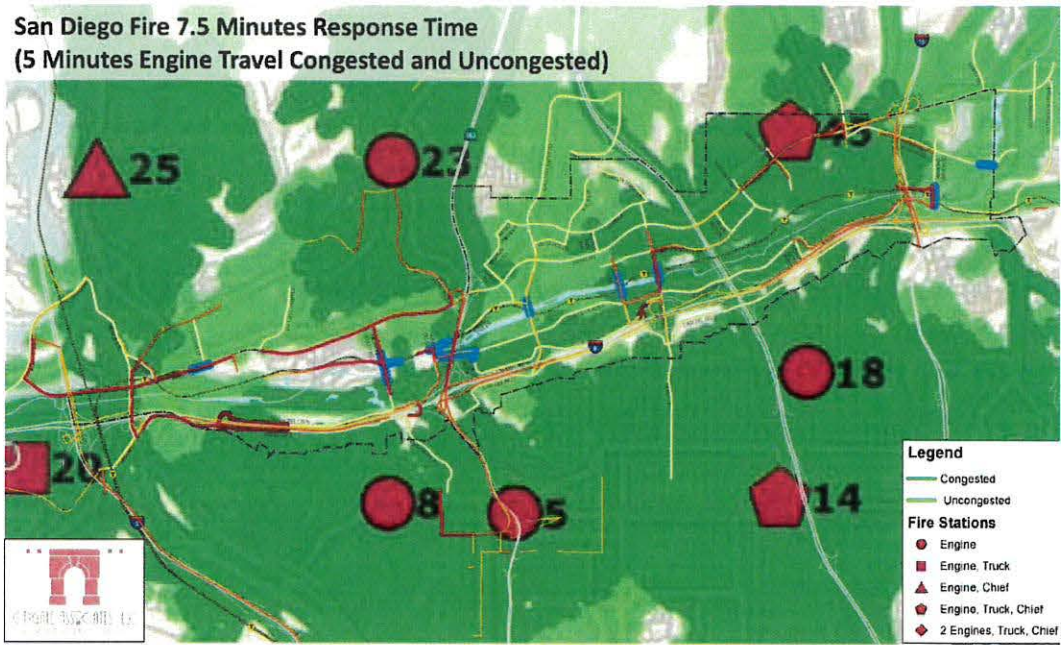 San Diego Fire 7.5 Minutes Response Time
(5 Minutes Engine Travel Congested and Uncongested)
25
23
45
18
20
8
5
14
Legend
Congested
Uncongested
Fire Stations
Engine
Engine, Truck
Engine, Chief
Engine, Truck, Chief
2 Engines, Truck, Chief